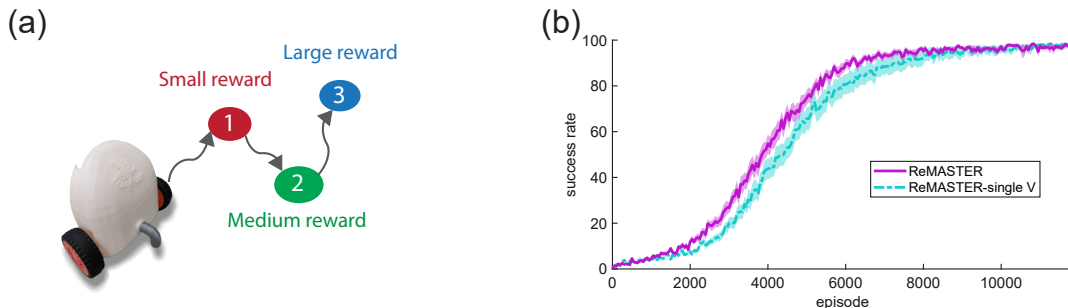 (a)
Large reward
Small reward
3
1
2
Medium reward
(b)
100
80
60
40
20
0
success rate
ReMASTER
ReMASTER-single V
0 2000 4000 6000 8000 10000
episode